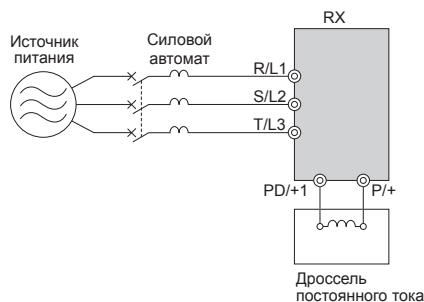 RX
Источник
питания
Силовой
автомат
R/L1
S/L2
T/L3
PD/+1
P/+
Дроссель
постоянного тока